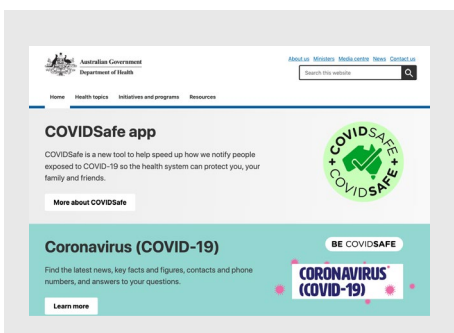 Australian Government
Department of Health
About us Ministers Media centre News Contact us
Search this website
Home Health topics Initiatives and programs Resources
COVIDSafe app
COVIDSafe is a new tool to help speed up how we notify people
exposed to COVID-19 so the health system can protect you, your
family and friends.
More about COVIDSafe
COVIDSAFE
COVIDSAFE
Coronavirus (COVID-19)
Find the latest news, key facts and figures, contacts and phone
numbers, and answers to your questions.
Learn more
BE COVIDSAFE
CORONAVIRUS
(COVID-19)